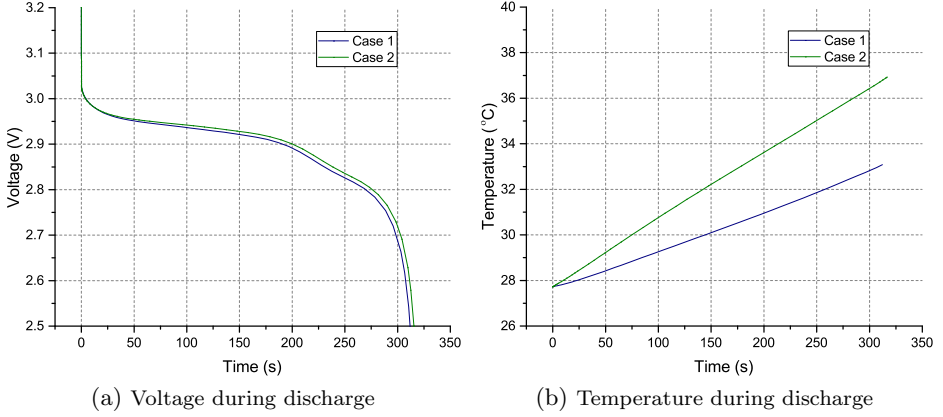 3.2
3.1
3.0
2.9
2.8
2.7
2.6
2.5
Voltage (V)
0 50 100 150 200 250 300 350
Time (s)
Case 1
Case 2
(a) Voltage during discharge
40
38
36
34
32
30
28
26
Temperature (°C)
0 50 100 150 200 250 300 350
Time (s)
Case 1
Case 2
(b) Temperature during discharge